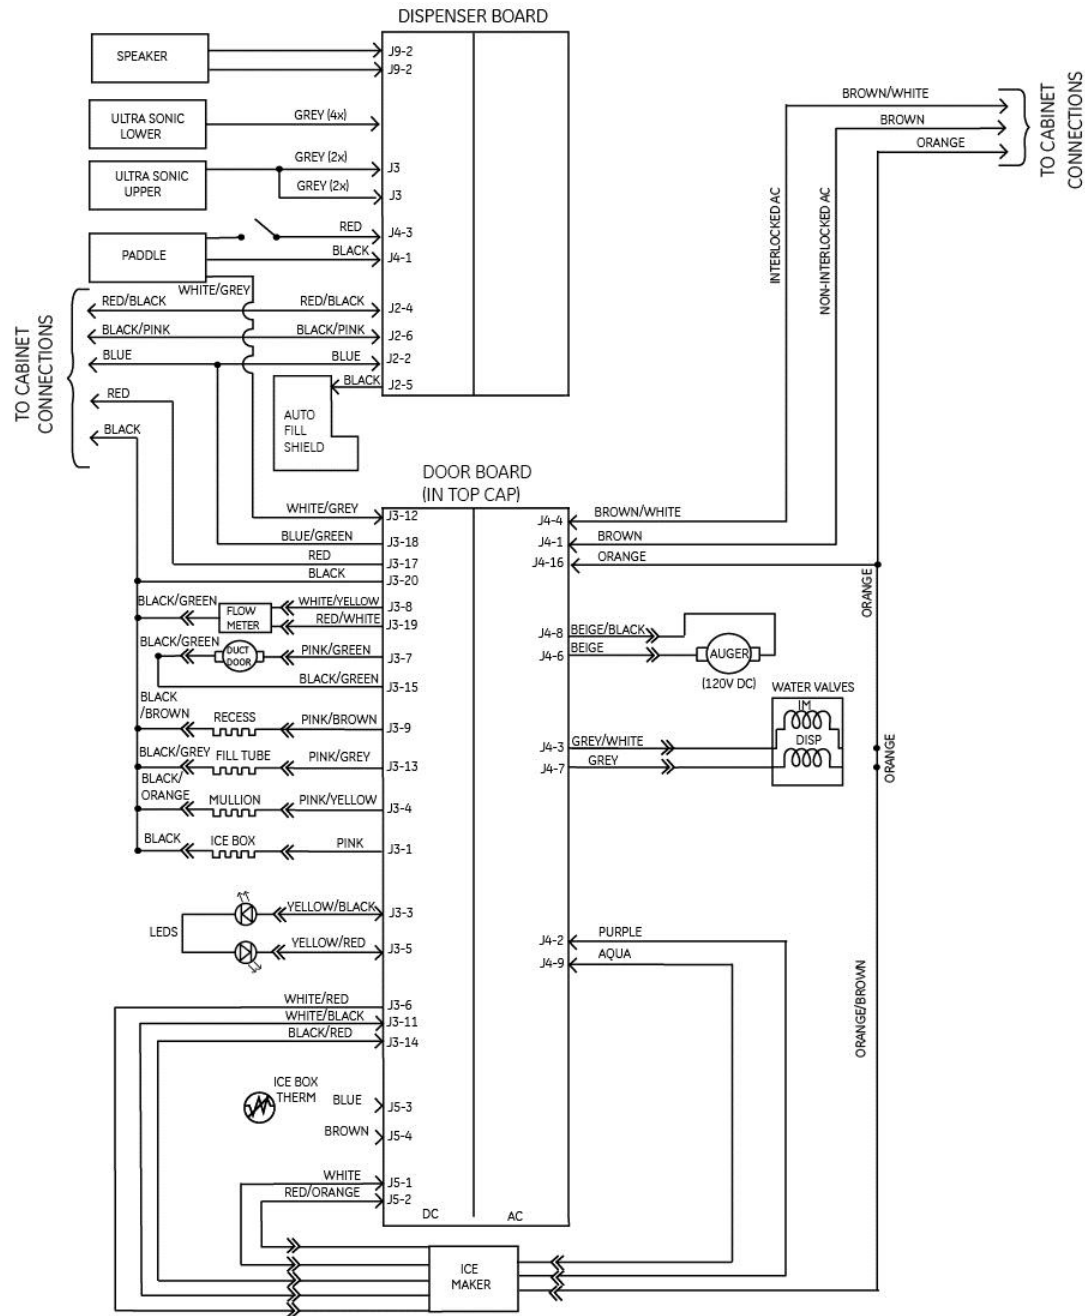 DISPENSER BOARD
SPEAKER
J9-2
J9-2
ULTRA SONIC
LOWER
GREY (4x)
ULTRA SONIC
UPPER
GREY (2x)
J3
GREY (2x)
J3
PADDLE
RED
J4-3
BLACK
J4-1
WHITE/GREY
TO CABINET
CONNECTIONS
RED/BLACK
RED/BLACK
J2-4
BLACK/PINK
BLACK/PINK
J2-6
BLUE
BLUE
J2-2
BLACK
J2-5
RED
BLACK
AUTO
FILL
SHIELD
BROWN/WHITE
BROWN
ORANGE
TO CABINET
CONNECTIONS
INTERLOCKED AC
NON-INTERLOCKED AC
DOOR BOARD
(IN TOP CAP)
WHITE/GREY
J3-12
BLUE/GREEN
J3-18
RED
J3-17
BLACK
J3-20
BLACK/GREEN
FLOW
METER
WHITE/YELLOW
J3-8
RED/WHITE
J3-19
BLACK/GREEN
DUCT
DOOR
PINK/GREEN
J3-7
BLACK/GREEN
J3-15
BLACK
/BROWN
RECESS
PINK/BROWN
J3-9
BLACK/GREY
FILL TUBE
PINK/GREY
J3-13
BLACK/
ORANGE
MULLION
PINK/YELLOW
J3-4
BLACK
ICE BOX
PINK
J3-1
LEDS
YELLOW/BLACK
J3-3
YELLOW/RED
J3-5
WHITE/RED
J3-6
WHITE/BLACK
J3-11
BLACK/RED
J3-14
ICE BOX
THERM
BLUE
J5-3
BROWN
J5-4
WHITE
J5-1
RED/ORANGE
J5-2
DC
AC
J4-4
BROWN/WHITE
J4-1
BROWN
J4-16
ORANGE
ORANGE
J4-8
BEIGE/BLACK
J4-6
BEIGE
AUGER
(120V DC)
WATER VALVES
IM
DISP
J4-3
GREY/WHITE
J4-7
GREY
ORANGE
J4-2
PURPLE
J4-9
AQUA
ORANGE/BROWN
ICE
MAKER